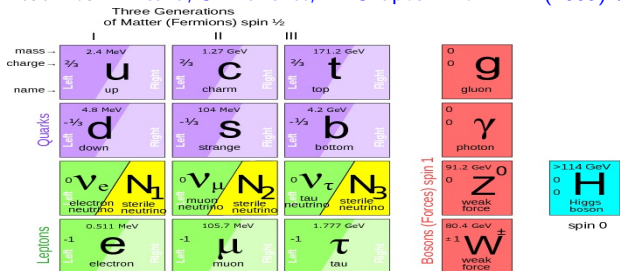 Three Generations
of Matter (Fermions) spin ½
I II III
mass → 2.4 MeV 1.27 GeV 171.2 GeV 0
charge → ⅔ u ⅔ c ⅔ t 0 g
name → up charm top gluon
Left Right Left Right Left Right
Quarks
4.8 MeV 104 MeV 4.2 GeV 0
-⅓ d -⅓ s -⅓ b 0 γ
down strange bottom photon
Left Right Left Right Left Right
0 νe N1 0 νμ N2 0 ντ N3 91.2 GeV 0 Z0 >114 GeV 0 0 H
electron neutrino sterile neutrino muon neutrino sterile neutrino tau neutrino sterile neutrino weak force Higgs boson
Left Left Left
spin 0
Bosons (Forces) spin 1
Leptons
0.511 MeV 105.7 MeV 1.777 GeV 80.4 GeV
-1 e -1 μ -1 τ ±1 W±
electron muon tau weak force
Left Right Left Right Left Right